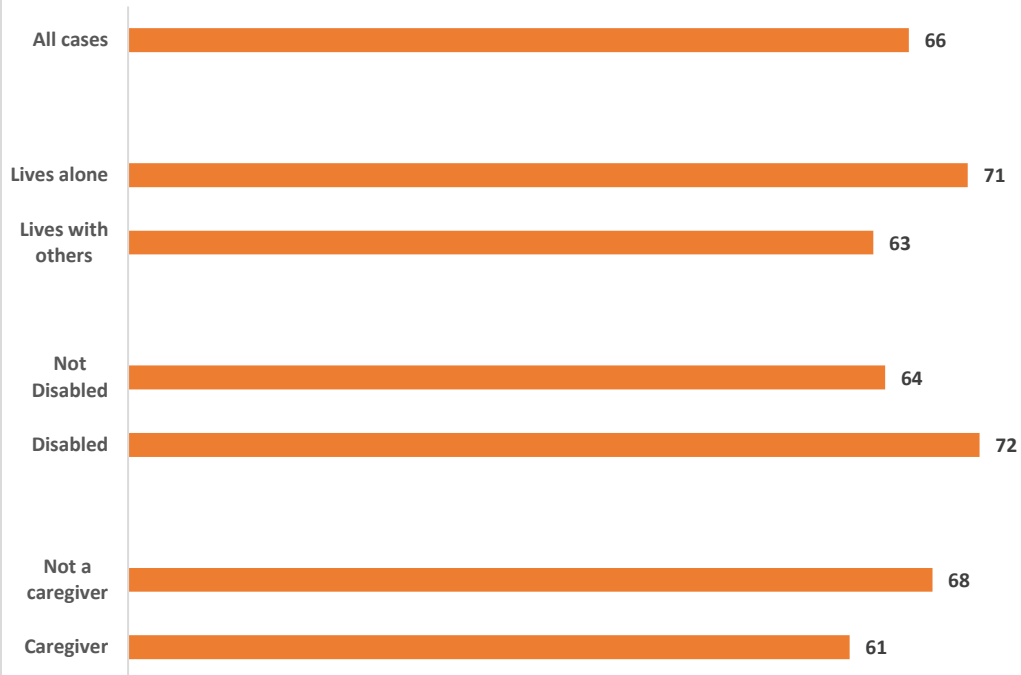 All cases
66
Lives alone
71
Lives with
others
63
Not
Disabled
64
Disabled
72
Not a
caregiver
68
Caregiver
61